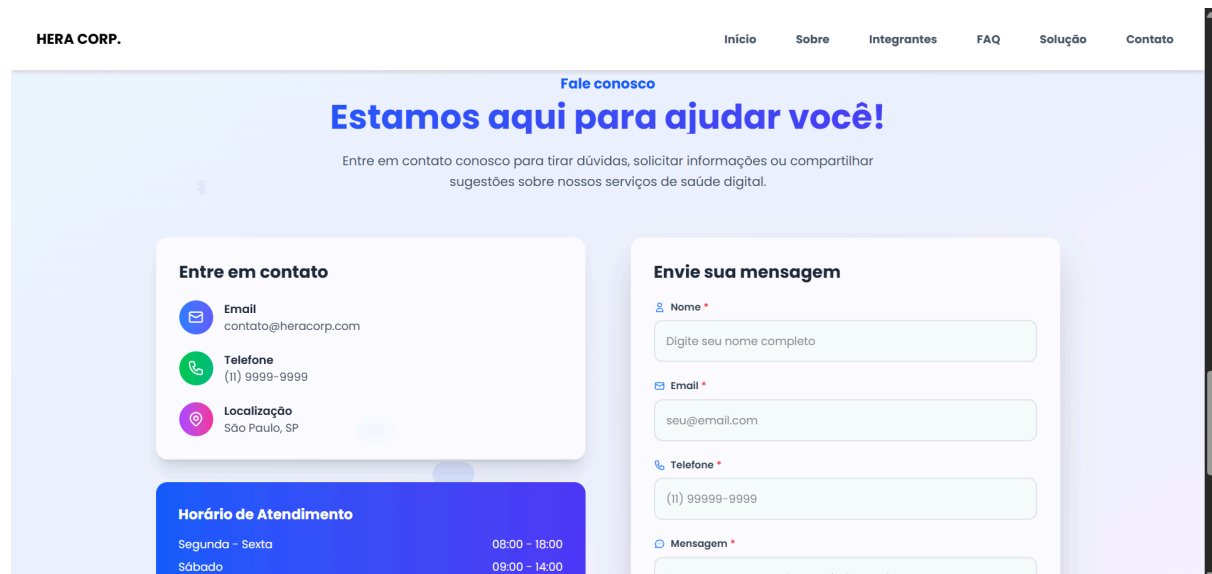 HERA CORP.
Início Sobre Integrantes FAQ Solução Contato
Fale conosco
Estamos aqui para ajudar você!
Entre em contato conosco para tirar dúvidas, solicitar informações ou compartilhar
sugestões sobre nossos serviços de saúde digital.
Entre em contato
Email
contato@heracorp.com
Telefone
(11) 9999-9999
Localização
São Paulo, SP
Horário de Atendimento
Segunda - Sexta 08:00 - 18:00
Sábado 09:00 - 14:00
Envie sua mensagem
Nome *
Digite seu nome completo
Email *
seu@email.com
Telefone *
(11) 99999-9999
Mensagem *